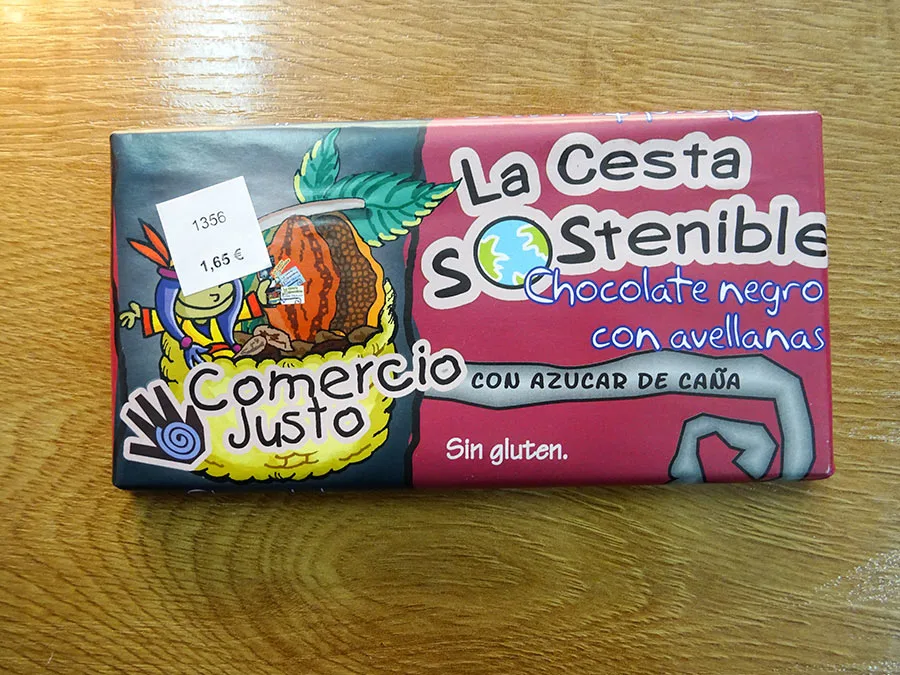 1356
1,65 €
Comercio
Justo
La Cesta
SOStenible
Chocolate negro
con avellanas
CON AZUCAR DE CAÑA
Sin gluten.